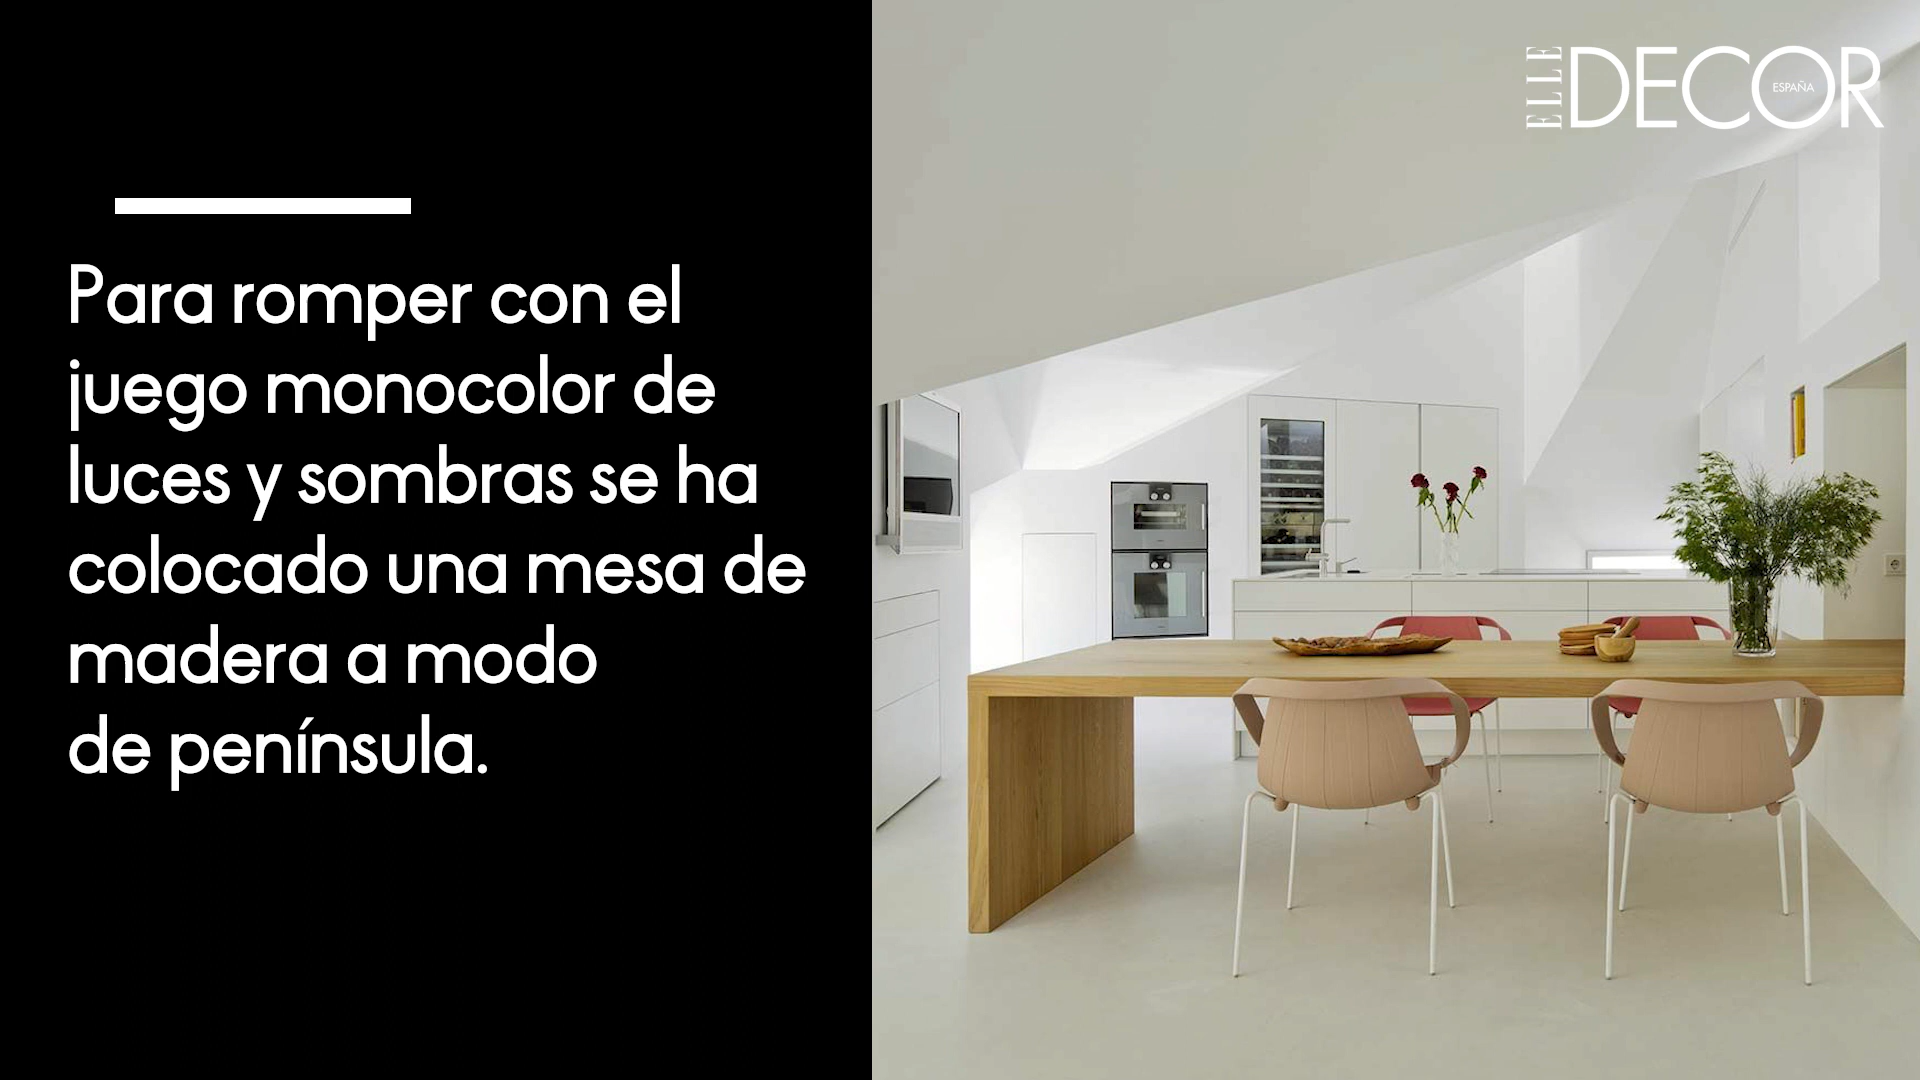 ELLE DECOR
ESPAÑA
Para romper con el
juego monocolor de
luces y sombras se ha
colocado una mesa de
madera a modo
de península.